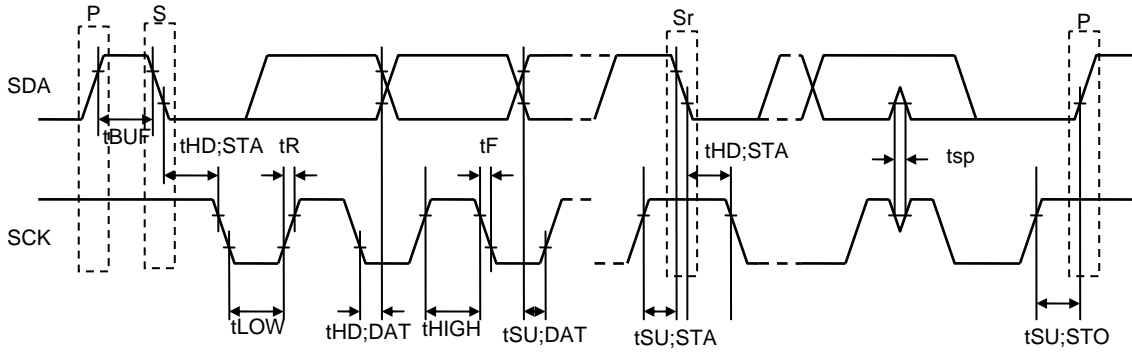 P
S
Sr
P
SDA
tBUF
tHD;STA
tR
tF
tHD;STA
tsp
SCK
tLOW
tHD;DAT
tHIGH
tSU;DAT
tSU;STA
tSU;STO